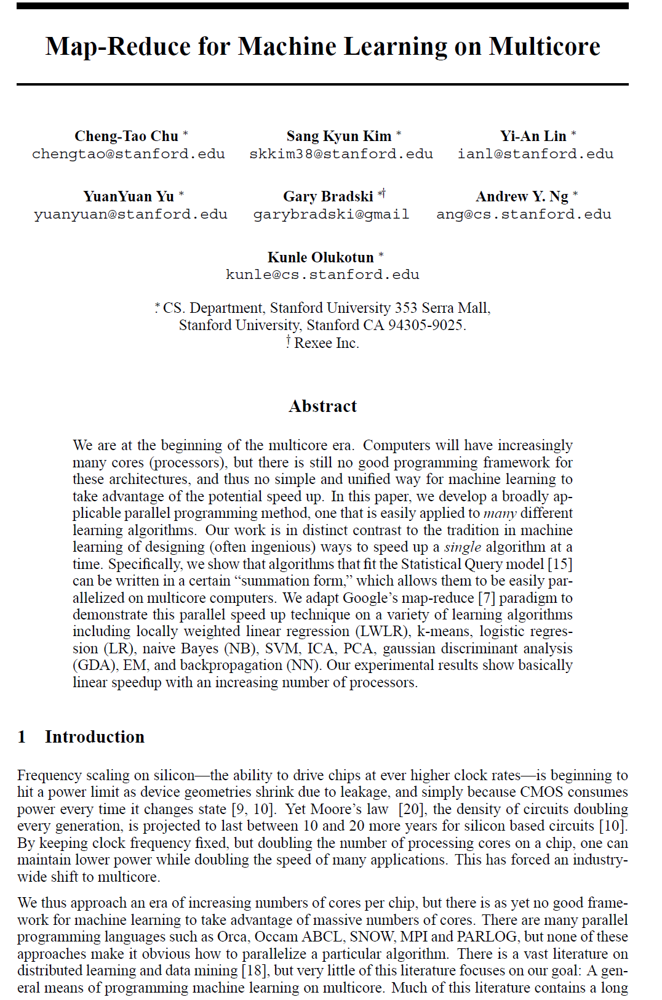 Map-Reduce for Machine Learning on Multicore
Cheng-Tao Chu * Sang Kyun Kim * Yi-An Lin *
chengtao@stanford.edu skkim38@stanford.edu ianl@stanford.edu
YuanYuan Yu * Gary Bradski *† Andrew Y. Ng *
yuanyuan@stanford.edu garybradski@gmail ang@cs.stanford.edu
Kunle Olukotun *
kunle@cs.stanford.edu
*. CS. Department, Stanford University 353 Serra Mall,
Stanford University, Stanford CA 94305-9025.
†. Rexee Inc.
Abstract
We are at the beginning of the multicore era. Computers will have increasingly
many cores (processors), but there is still no good programming framework for
these architectures, and thus no simple and unified way for machine learning to
take advantage of the potential speed up. In this paper, we develop a broadly ap-
plicable parallel programming method, one that is easily applied to many different
learning algorithms. Our work is in distinct contrast to the tradition in machine
learning of designing (often ingenious) ways to speed up a single algorithm at a
time. Specifically, we show that algorithms that fit the Statistical Query model [15]
can be written in a certain “summation form,” which allows them to be easily par-
allelized on multicore computers. We adapt Google’s map-reduce [7] paradigm to
demonstrate this parallel speed up technique on a variety of learning algorithms
including locally weighted linear regression (LWLR), k-means, logistic regres-
sion (LR), naive Bayes (NB), SVM, ICA, PCA, gaussian discriminant analysis
(GDA), EM, and backpropagation (NN). Our experimental results show basically
linear speedup with an increasing number of processors.
1 Introduction
Frequency scaling on silicon—the ability to drive chips at ever higher clock rates—is beginning to
hit a power limit as device geometries shrink due to leakage, and simply because CMOS consumes
power every time it changes state [9, 10]. Yet Moore’s law [20], the density of circuits doubling
every generation, is projected to last between 10 and 20 more years for silicon based circuits [10].
By keeping clock frequency fixed, but doubling the number of processing cores on a chip, one can
maintain lower power while doubling the speed of many applications. This has forced an industry-
wide shift to multicore.
We thus approach an era of increasing numbers of cores per chip, but there is as yet no good frame-
work for machine learning to take advantage of massive numbers of cores. There are many parallel
programming languages such as Orca, Occam ABCL, SNOW, MPI and PARLOG, but none of these
approaches make it obvious how to parallelize a particular algorithm. There is a vast literature on
distributed learning and data mining [18], but very little of this literature focuses on our goal: A gen-
eral means of programming machine learning on multicore. Much of this literature contains a long